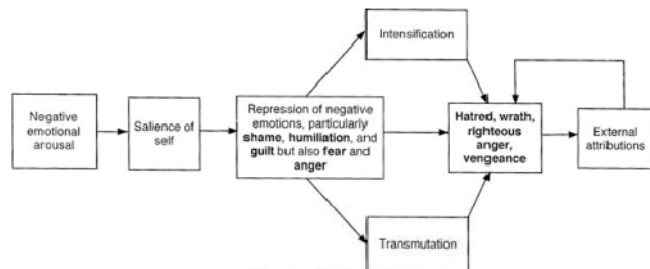 Intensification
Negative
emotional
arousal
Salience of
self
Repression of negative
emotions, particularly
shame, humiliation, and
guilt but also fear and
anger
Hatred, wrath,
righteous
anger,
vengeance
External
attributions
Transmutation